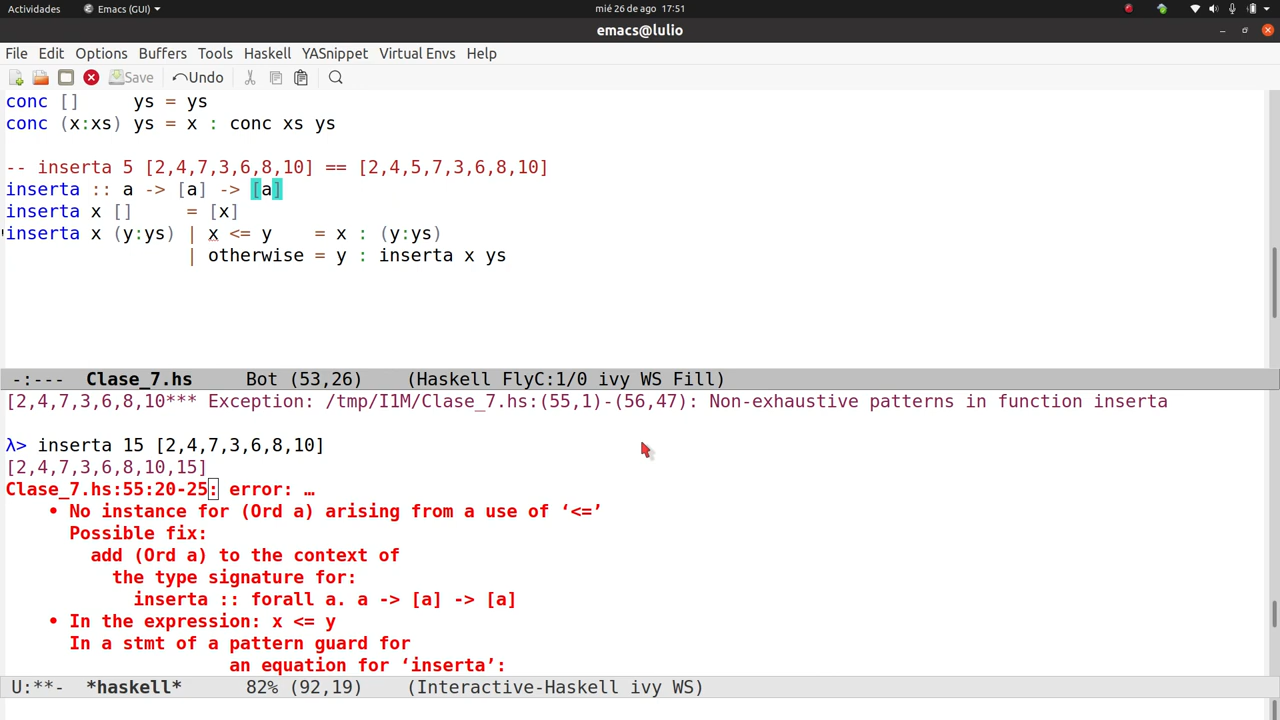 Actividades Emacs (GUI) mié 26 de ago 17:51
emacs@lulio
File Edit Options Buffers Tools Haskell YASnippet Virtual Envs Help
Save Undo
conc []     ys = ys
conc (x:xs) ys = x : conc xs ys
-- inserta 5 [2,4,7,3,6,8,10] == [2,4,5,7,3,6,8,10]
inserta :: a -> [a] -> [a]
inserta x []     = [x]
inserta x (y:ys) | x <= y    = x : (y:ys)
                 | otherwise = y : inserta x ys
-:--- Clase_7.hs Bot (53,26) (Haskell FlyC:1/0 ivy WS Fill)
[2,4,7,3,6,8,10*** Exception: /tmp/I1M/Clase_7.hs:(55,1)-(56,47): Non-exhaustive patterns in function inserta
λ> inserta 15 [2,4,7,3,6,8,10]
[2,4,7,3,6,8,10,15]
Clase_7.hs:55:20-25: error: …
    • No instance for (Ord a) arising from a use of ‘<=’
      Possible fix:
        add (Ord a) to the context of
          the type signature for:
            inserta :: forall a. a -> [a] -> [a]
    • In the expression: x <= y
      In a stmt of a pattern guard for
                     an equation for ‘inserta’:
U:**- *haskell* 82% (92,19) (Interactive-Haskell ivy WS)